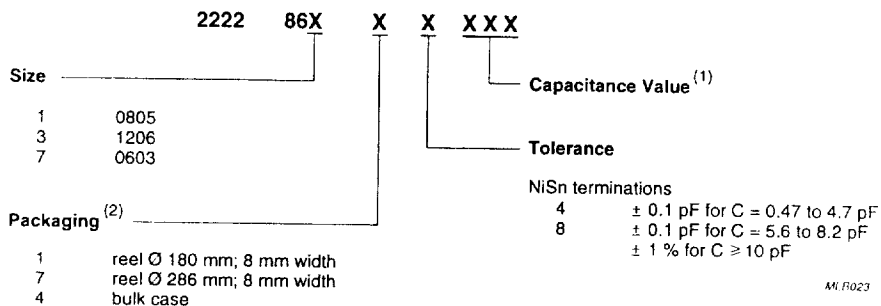 2222 86X X X XXX
Size
1 0805
3 1206
7 0603
Packaging (2)
1 reel Ø 180 mm; 8 mm width
7 reel Ø 286 mm; 8 mm width
4 bulk case
Capacitance Value (1)
Tolerance
NiSn terminations
4 ± 0.1 pF for C = 0.47 to 4.7 pF
8 ± 0.1 pF for C = 5.6 to 8.2 pF
± 1 % for C ≥ 10 pF
MLB023